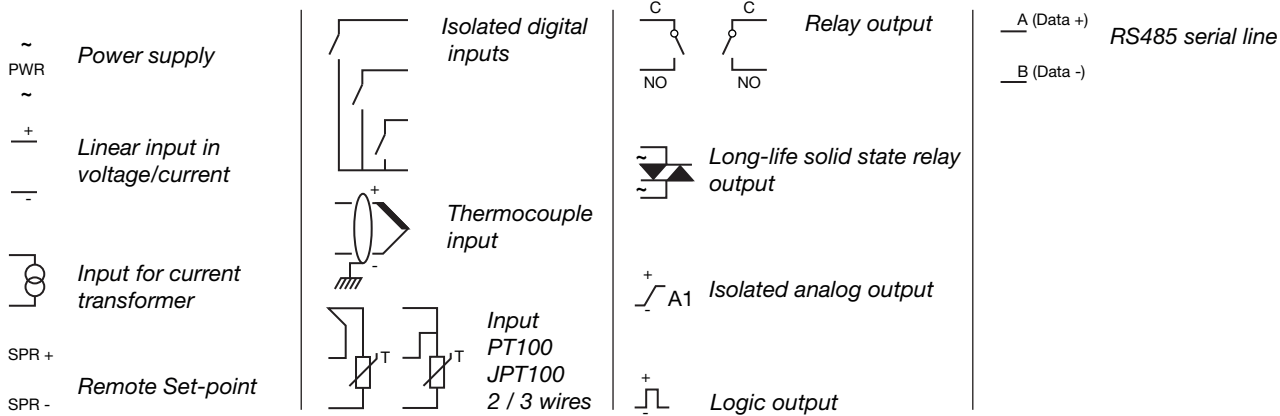 ~
PWR
~
Power supply
+
-
Linear input in
voltage/current
Input for current
transformer
SPR +
SPR -
Remote Set-point
Isolated digital
inputs
+
-
Thermocouple
input
T
T
Input
PT100
JPT100
2 / 3 wires
C
C
NO
NO
Relay output
~
~
Long-life solid state relay
output
+
-
A1
Isolated analog output
+
-
Logic output
A (Data +)
B (Data -)
RS485 serial line